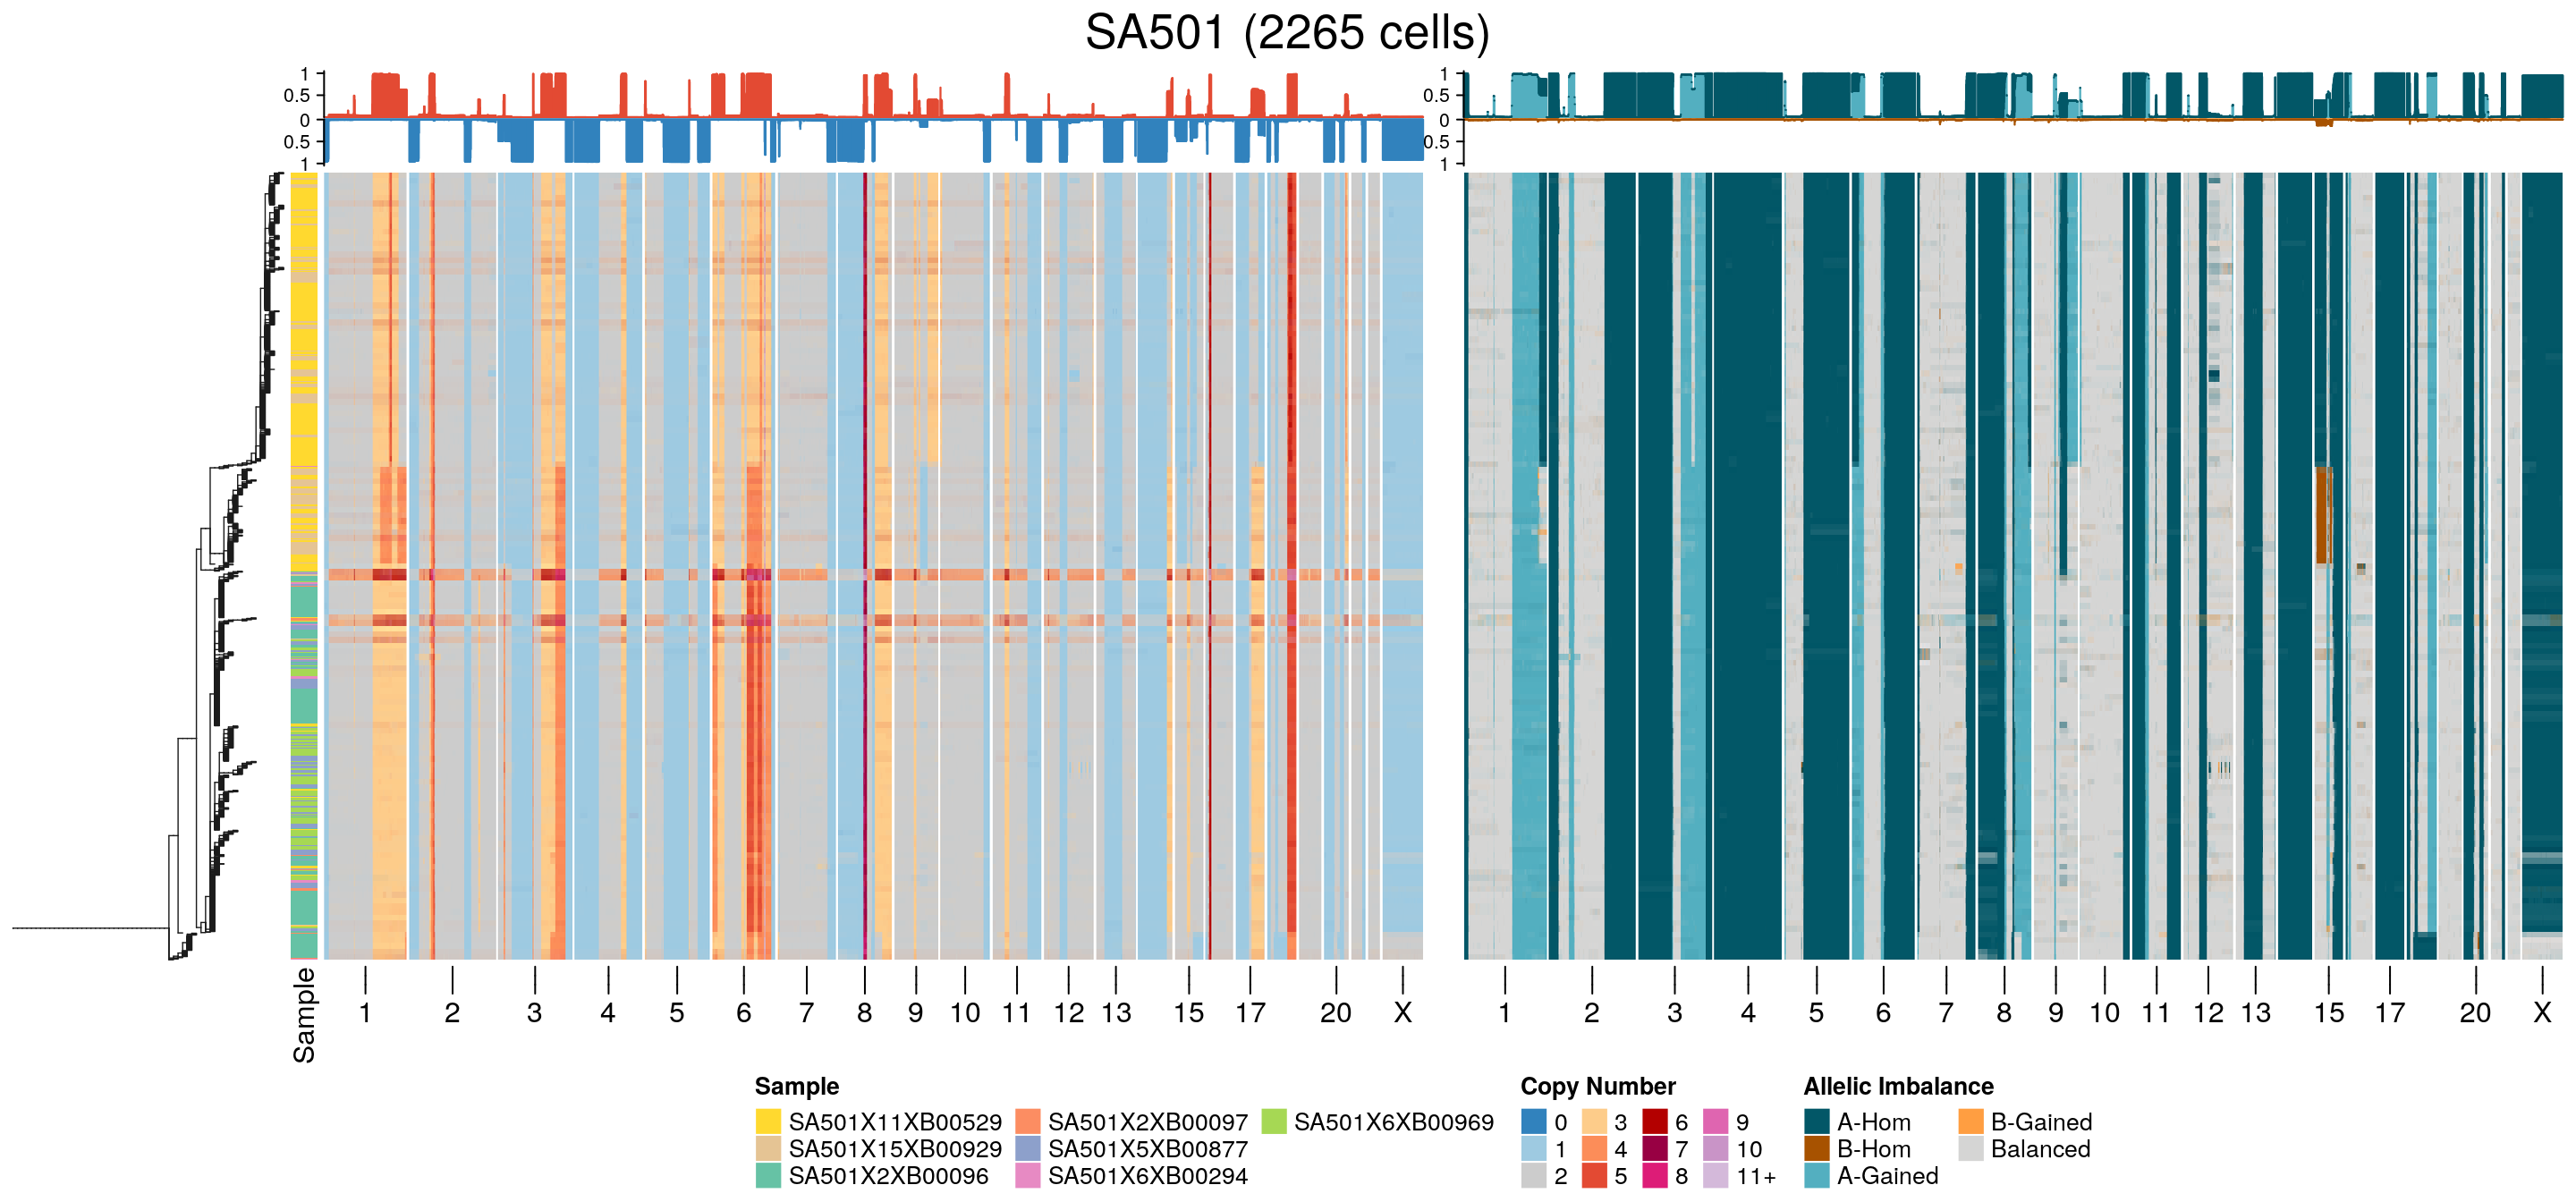 SA501 (2265 cells)
1
0.5
0
0.5
1
1
0.5
0
0.5
1
Sample
1 2 3 4 5 6 7 8 9 10 11 12 13 15 17 20 X
1 2 3 4 5 6 7 8 9 10 11 12 13 15 17 20 X
Sample
SA501X11XB00529
SA501X15XB00929
SA501X2XB00096
SA501X2XB00097
SA501X5XB00877
SA501X6XB00294
SA501X6XB00969
Copy Number
0
1
2
3
4
5
6
7
8
9
10
11+
Allelic Imbalance
A-Hom
B-Hom
A-Gained
B-Gained
Balanced